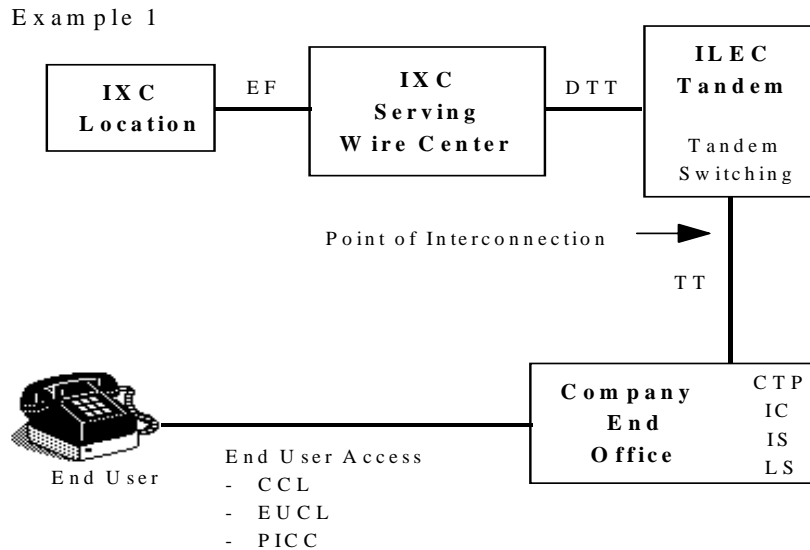 Example 1
IXC
Location
EF
IXC
Serving
Wire Center
DTT
ILEC
Tandem
Tandem
Switching
Point of Interconnection
TT
Company
End
Office
CTP
IC
IS
LS
End User
End User Access
- CCL
- EUCL
- PICC